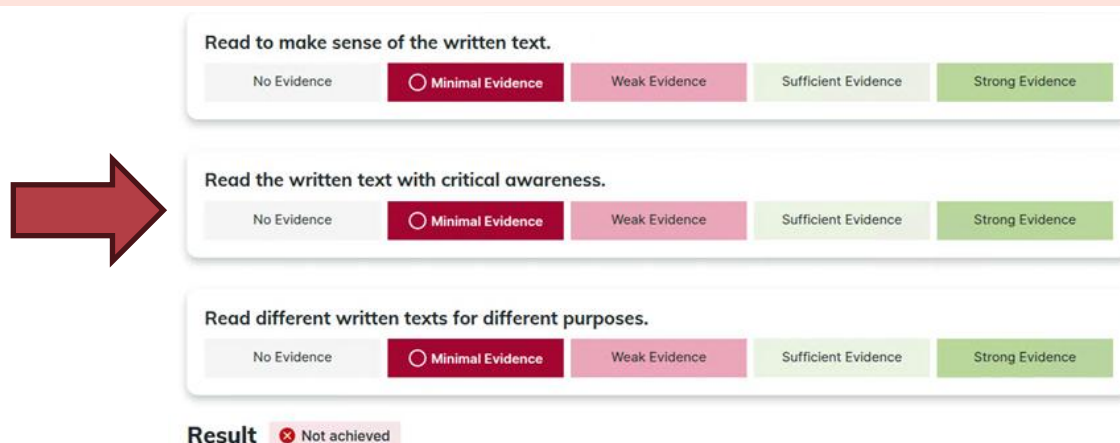 Read to make sense of the written text.
No Evidence Minimal Evidence Weak Evidence Sufficient Evidence Strong Evidence
Read the written text with critical awareness.
No Evidence Minimal Evidence Weak Evidence Sufficient Evidence Strong Evidence
Read different written texts for different purposes.
No Evidence Minimal Evidence Weak Evidence Sufficient Evidence Strong Evidence
Result Not achieved